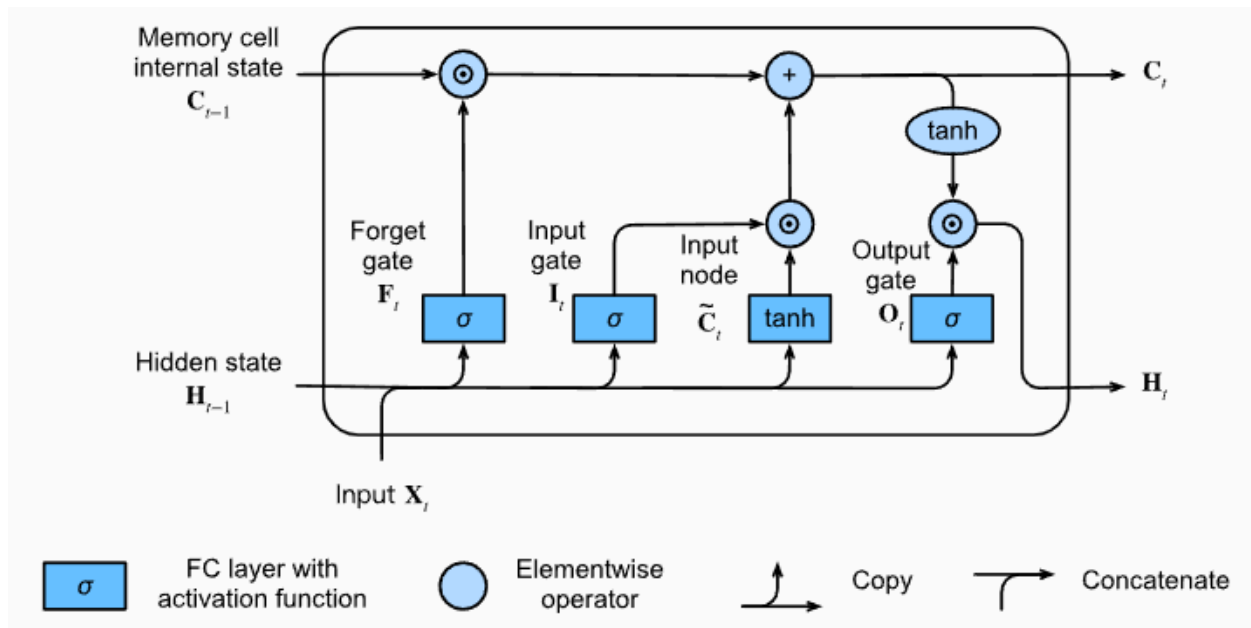 Memory cell
internal state
C_{t−1}
⊙
+
C_t
tanh
Forget
gate
F_t
Input
gate
I_t
Input
node
C̃_t
⊙
Output
gate
O_t
⊙
σ
σ
tanh
σ
Hidden state
H_{t−1}
H_t
Input X_t
σ
FC layer with
activation function
Elementwise
operator
Copy
Concatenate